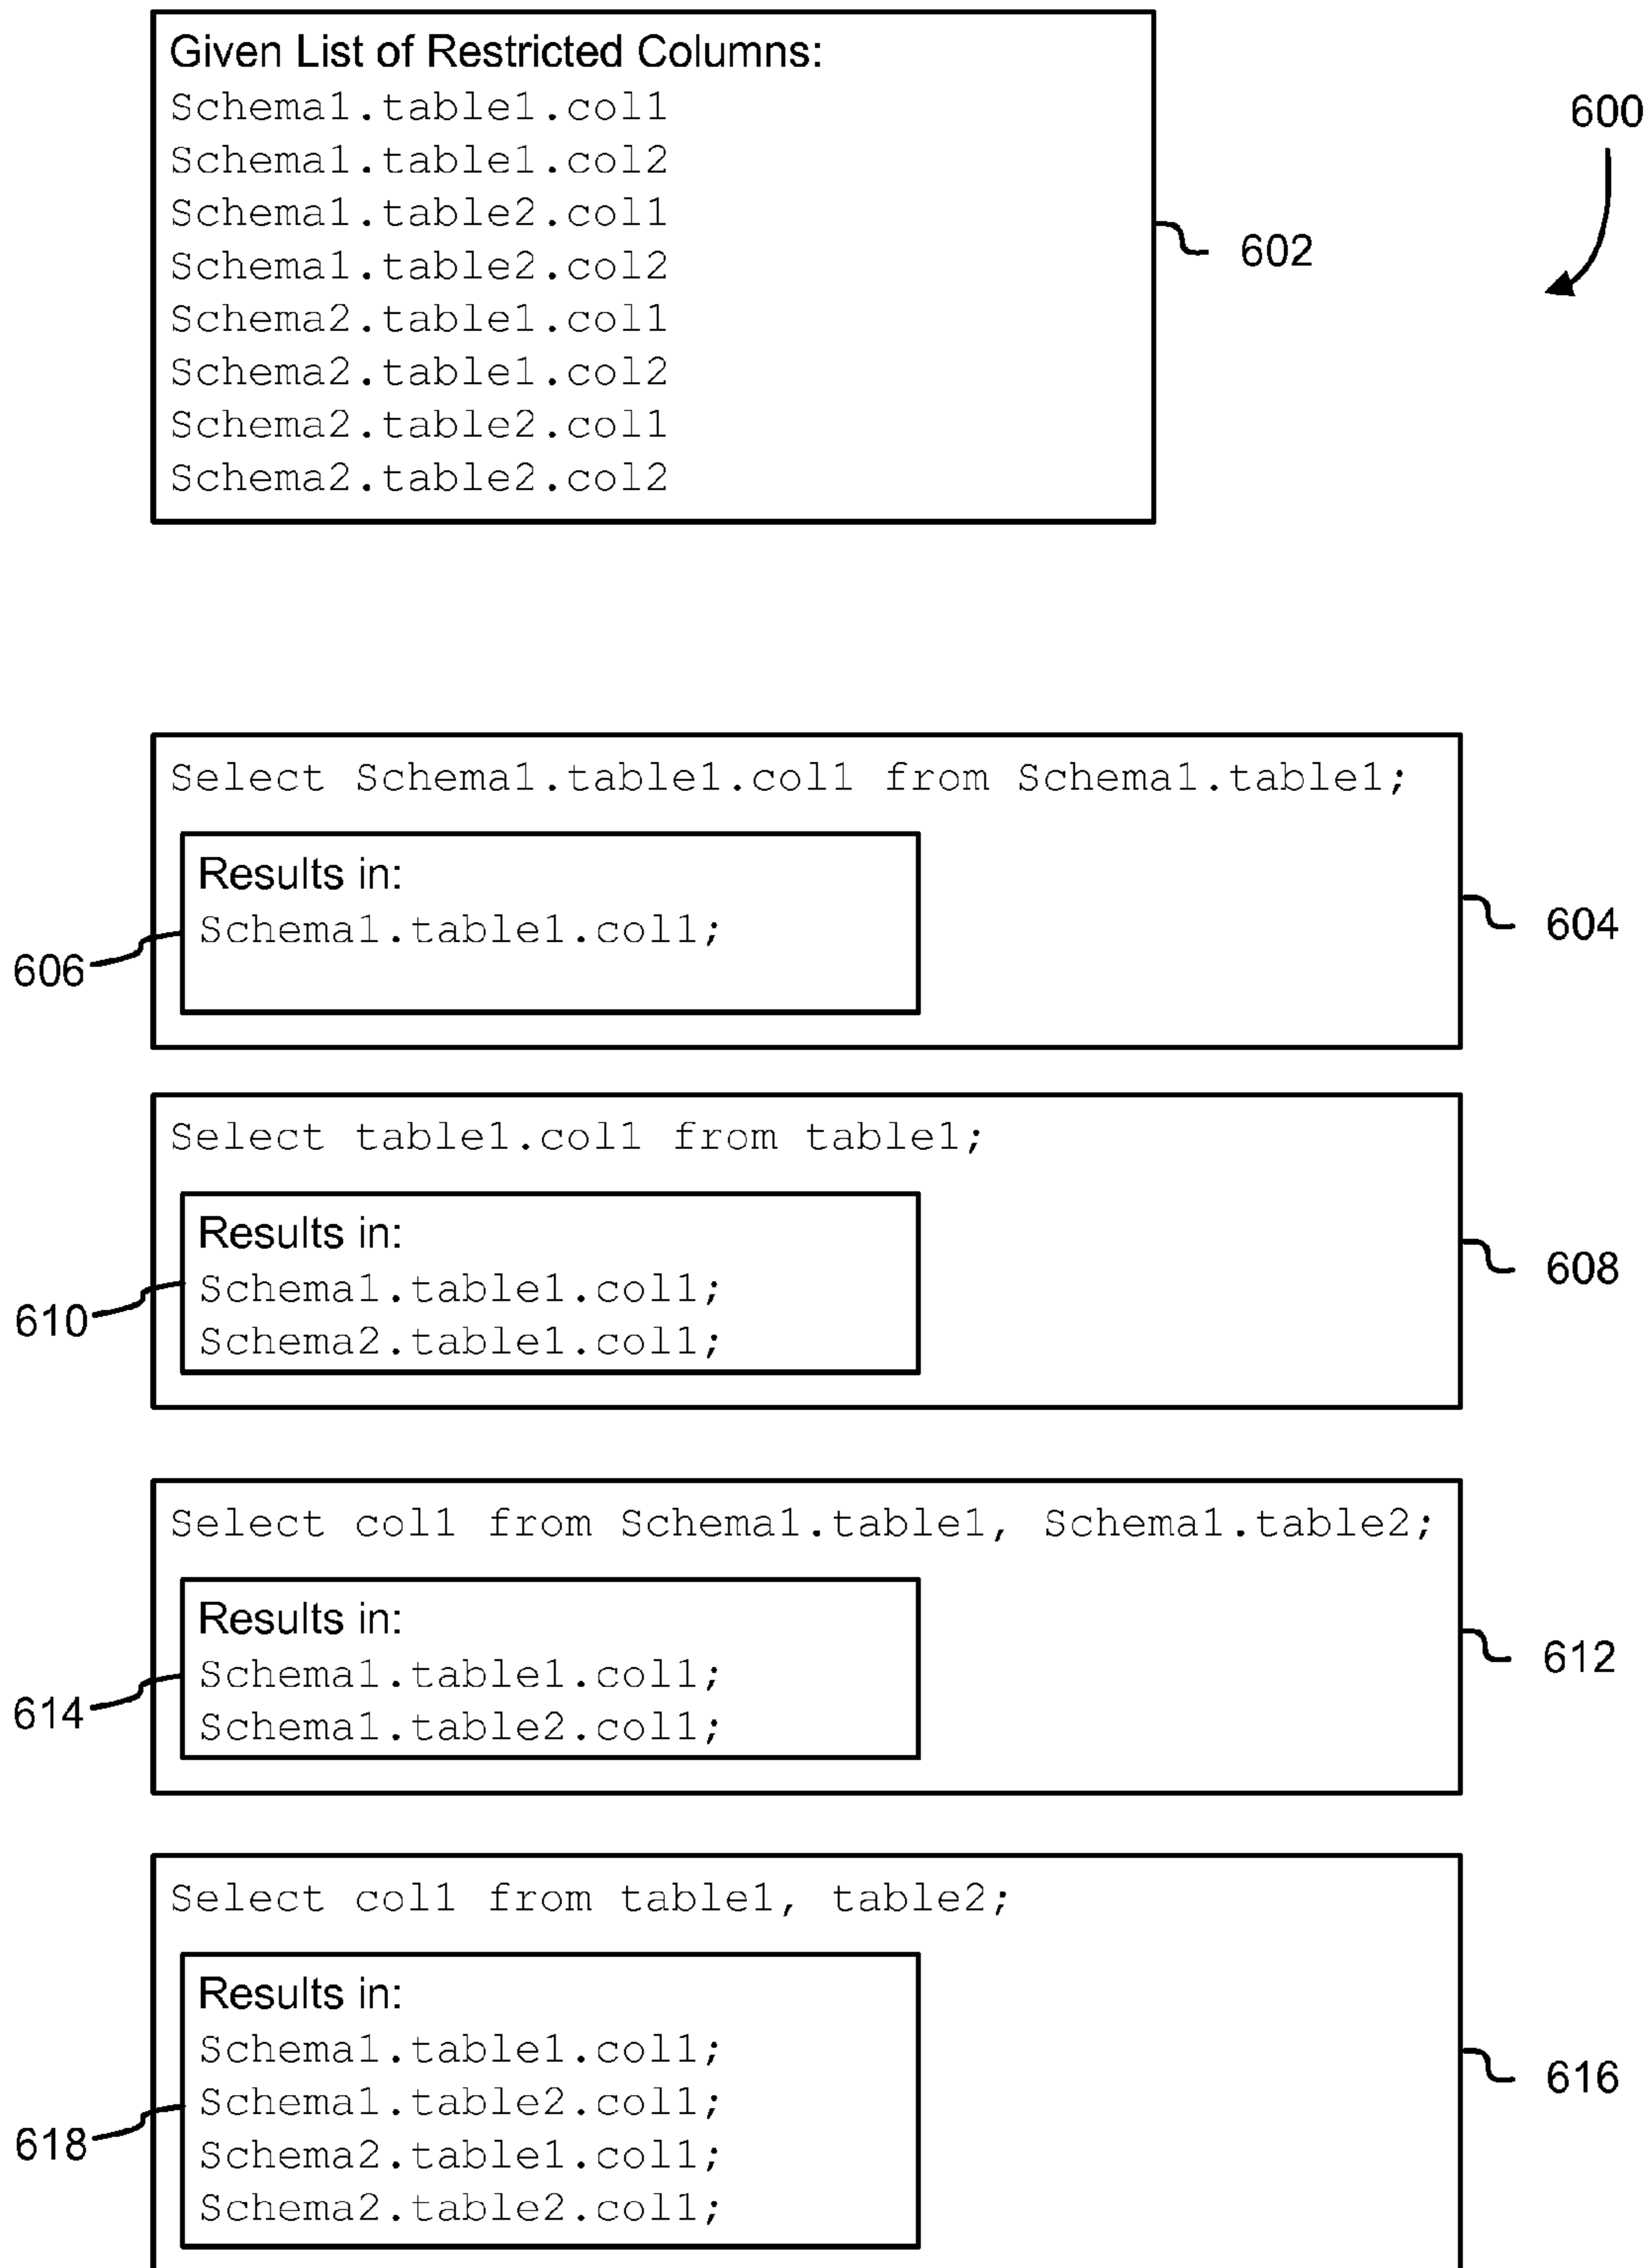 Given List of Restricted Columns:
Schema1.table1.col1
600
Schema1.table1.col2
Schema1.table2.col1
602
Schema1.table2.col2
Schema2.table1.col1
Schema2.table1.col2
Schema2.table2.col1
Schema2.table2.col2
Select Schema1.table1.col1 from Schema1.table1;
Results in:
Schema1.table1.col1;
604
606
Select table1.col1 from table1;
Results in:
Schema1.table1.col1;
608
610
Schema2.table1.col1;
Select col1 from Schema1.table1, Schema1.table2;
Results in:
Schema1.table1.col1;
612
614
Schema1.table2.col1;
Select col1 from table1, table2;
Results in:
Schema1.table1.col1;
616
Schema1.table2.col1;
618
Schema2.table1.col1;
Schema2.table2.col1;